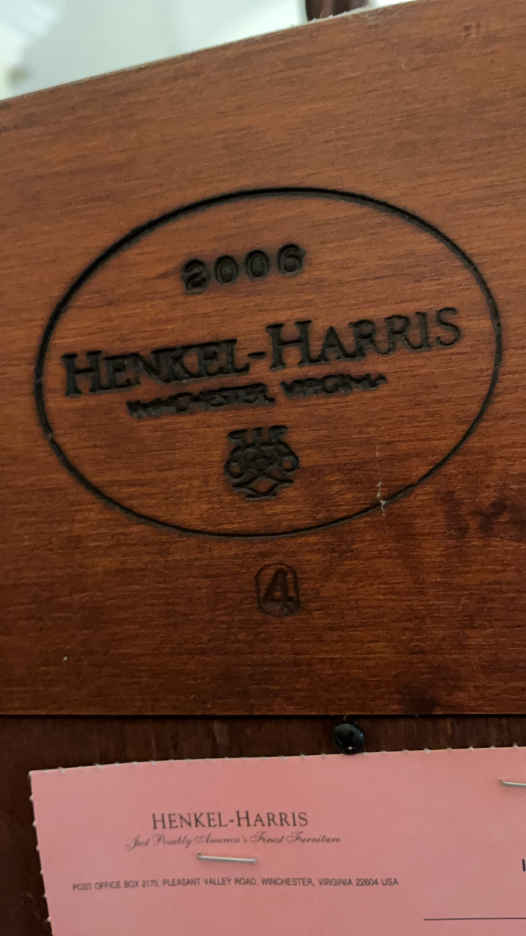 2006
HENKEL-HARRIS
WINCHESTER, VIRGINIA
4
HENKEL-HARRIS
Just Possibly America's Finest Furniture
POST OFFICE BOX 2170, PLEASANT VALLEY ROAD, WINCHESTER, VIRGINIA 22604 USA